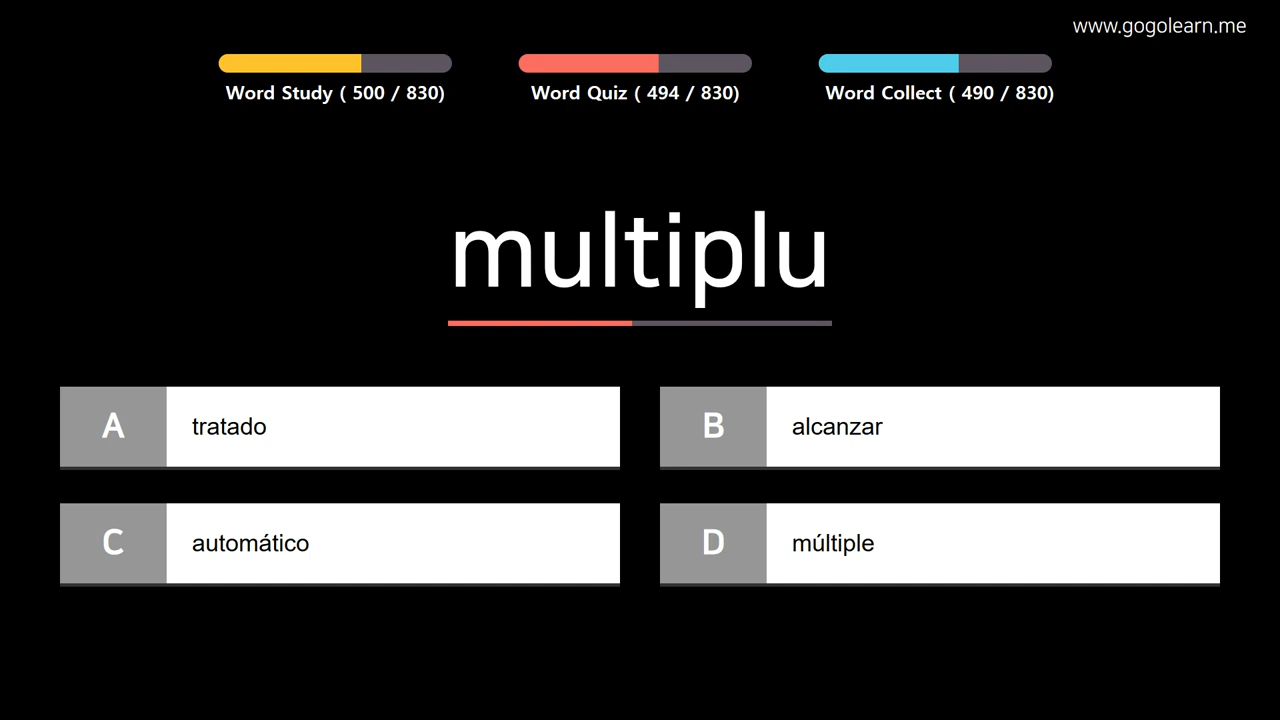 www.gogolearn.me
Word Study ( 500 / 830)
Word Quiz ( 494 / 830)
Word Collect ( 490 / 830)
multiplu
A tratado
B alcanzar
C automático
D múltiple